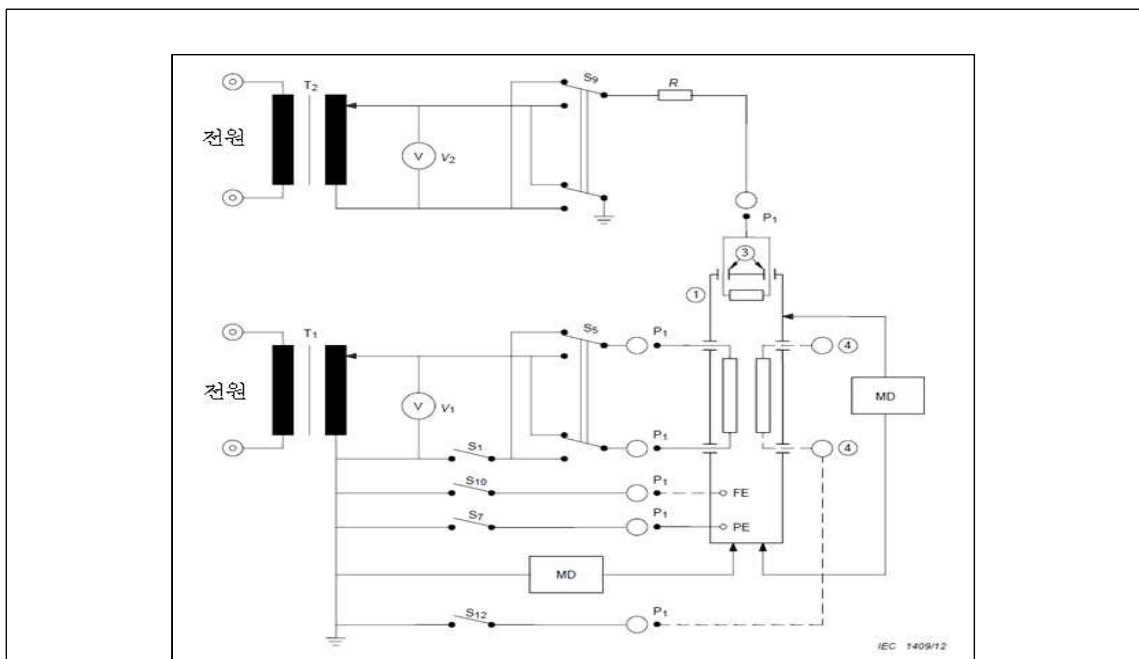 T2
S9
R
전원
V
V2
P1
3
1
T1
S5
P1
4
전원
V
V1
MD
S1
P1
4
S10
P1
FE
S7
P1
PE
MD
S12
P1
IEC 1409/12